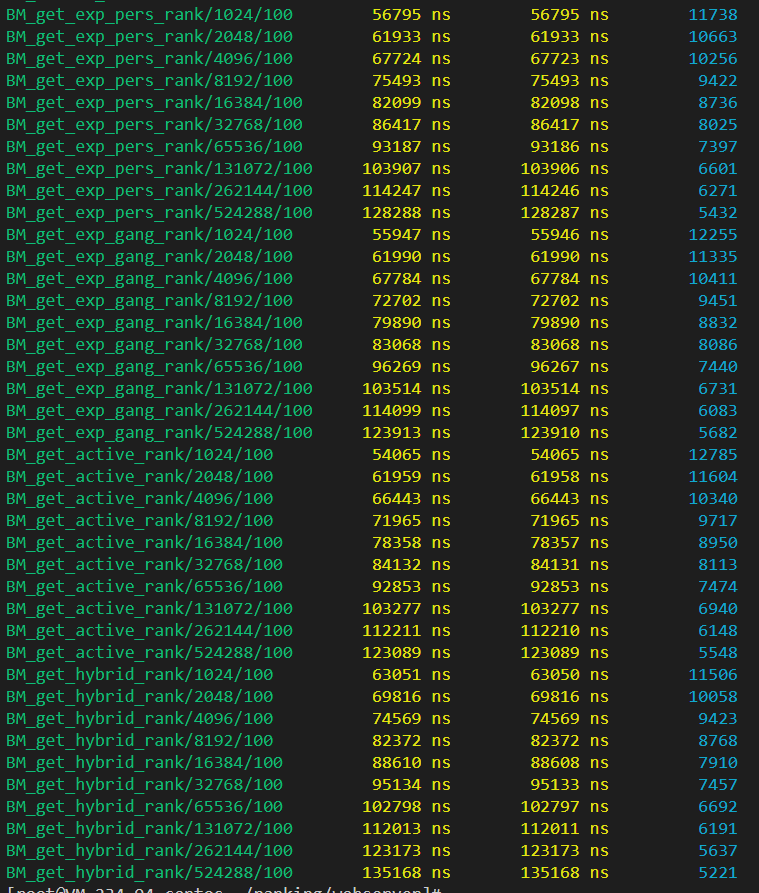 BM_get_exp_pers_rank/1024/100 56795 ns 56795 ns 11738
BM_get_exp_pers_rank/2048/100 61933 ns 61933 ns 10663
BM_get_exp_pers_rank/4096/100 67724 ns 67723 ns 10256
BM_get_exp_pers_rank/8192/100 75493 ns 75493 ns 9422
BM_get_exp_pers_rank/16384/100 82099 ns 82098 ns 8736
BM_get_exp_pers_rank/32768/100 86417 ns 86417 ns 8025
BM_get_exp_pers_rank/65536/100 93187 ns 93186 ns 7397
BM_get_exp_pers_rank/131072/100 103907 ns 103906 ns 6601
BM_get_exp_pers_rank/262144/100 114247 ns 114246 ns 6271
BM_get_exp_pers_rank/524288/100 128288 ns 128287 ns 5432
BM_get_exp_gang_rank/1024/100 55947 ns 55946 ns 12255
BM_get_exp_gang_rank/2048/100 61990 ns 61990 ns 11335
BM_get_exp_gang_rank/4096/100 67784 ns 67784 ns 10411
BM_get_exp_gang_rank/8192/100 72702 ns 72702 ns 9451
BM_get_exp_gang_rank/16384/100 79890 ns 79890 ns 8832
BM_get_exp_gang_rank/32768/100 83068 ns 83068 ns 8086
BM_get_exp_gang_rank/65536/100 96269 ns 96267 ns 7440
BM_get_exp_gang_rank/131072/100 103514 ns 103514 ns 6731
BM_get_exp_gang_rank/262144/100 114099 ns 114097 ns 6083
BM_get_exp_gang_rank/524288/100 123913 ns 123910 ns 5682
BM_get_active_rank/1024/100 54065 ns 54065 ns 12785
BM_get_active_rank/2048/100 61959 ns 61958 ns 11604
BM_get_active_rank/4096/100 66443 ns 66443 ns 10340
BM_get_active_rank/8192/100 71965 ns 71965 ns 9717
BM_get_active_rank/16384/100 78358 ns 78357 ns 8950
BM_get_active_rank/32768/100 84132 ns 84131 ns 8113
BM_get_active_rank/65536/100 92853 ns 92853 ns 7474
BM_get_active_rank/131072/100 103277 ns 103277 ns 6940
BM_get_active_rank/262144/100 112211 ns 112210 ns 6148
BM_get_active_rank/524288/100 123089 ns 123089 ns 5548
BM_get_hybrid_rank/1024/100 63051 ns 63050 ns 11506
BM_get_hybrid_rank/2048/100 69816 ns 69816 ns 10058
BM_get_hybrid_rank/4096/100 74569 ns 74569 ns 9423
BM_get_hybrid_rank/8192/100 82372 ns 82372 ns 8768
BM_get_hybrid_rank/16384/100 88610 ns 88608 ns 7910
BM_get_hybrid_rank/32768/100 95134 ns 95133 ns 7457
BM_get_hybrid_rank/65536/100 102798 ns 102797 ns 6692
BM_get_hybrid_rank/131072/100 112013 ns 112011 ns 6191
BM_get_hybrid_rank/262144/100 123173 ns 123173 ns 5637
BM_get_hybrid_rank/524288/100 135168 ns 135168 ns 5221